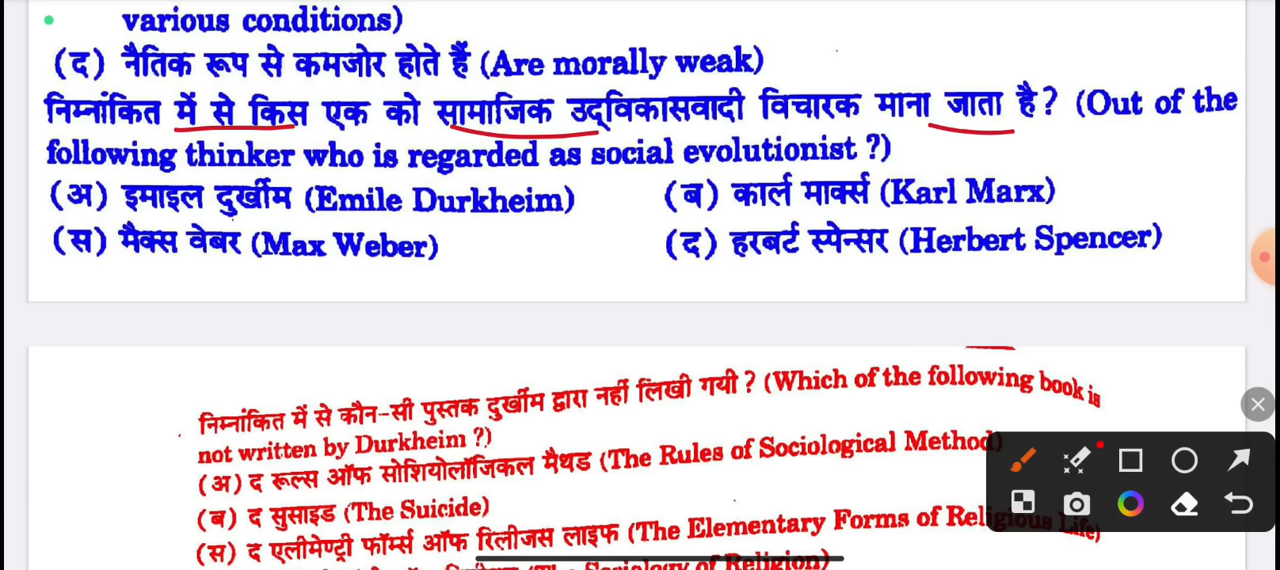 various conditions)
(द) नैतिक रूप से कमजोर होते हैं (Are morally weak)
निम्नांकित में से किस एक को सामाजिक उद्‌विकासवादी विचारक माना जाता है? (Out of the
following thinker who is regarded as social evolutionist ?)
(अ) इमाइल दुर्खीम (Emile Durkheim) (ब) कार्ल मार्क्स (Karl Marx)
(स) मैक्स वेबर (Max Weber) (द) हरबर्ट स्पेन्सर (Herbert Spencer)
निम्नांकित में से कौन-सी पुस्तक दुर्खीम द्वारा नहीं लिखी गयी ? (Which of the following book is
not written by Durkheim ?)
(अ) द रूल्स ऑफ सोशियोलॉजिकल मैथड (The Rules of Sociological Method)
(ब) द सुसाइड (The Suicide)
(स) द एलीमेण्ट्री फॉर्म्स ऑफ रिलीजस लाइफ (The Elementary Forms of Religious Life)
of Religion)